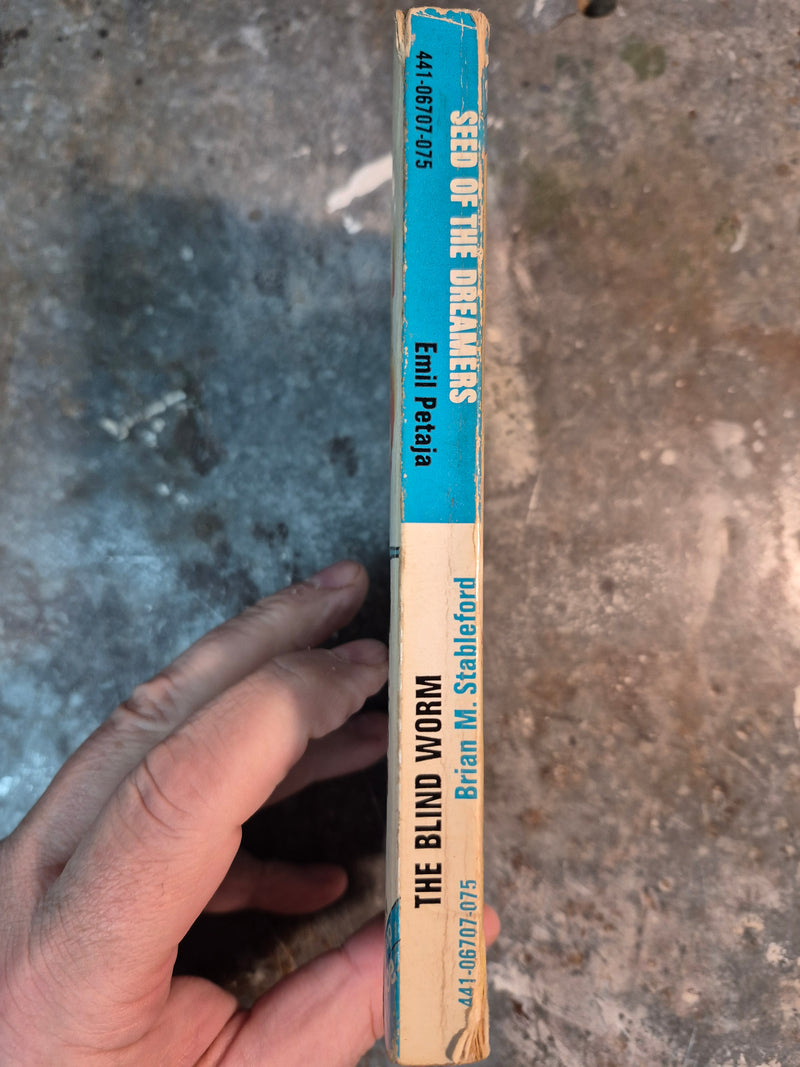 SEED OF THE DREAMERS
441-06707-075
Emil Petaja
THE BLIND WORM
Brian M. Stableford
441-06707-075